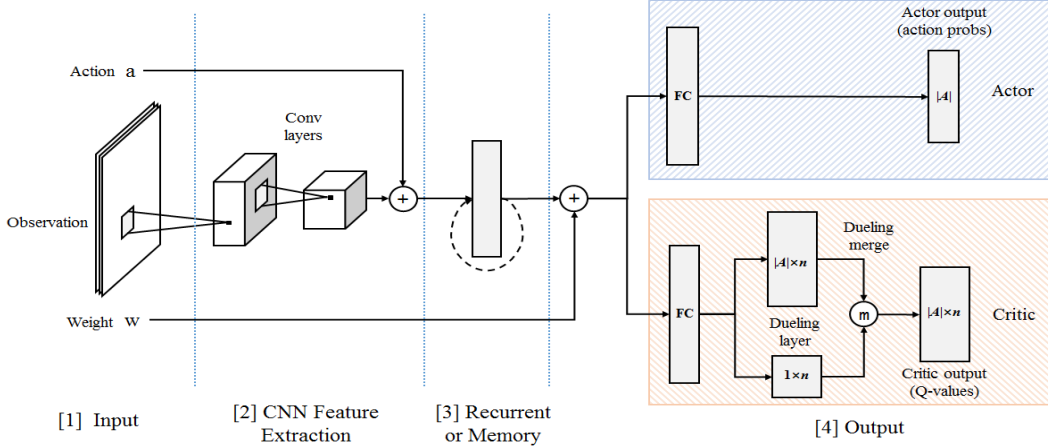 Action a
Observation
Weight w
Conv
layers
+
+
FC
Actor output
(action probs)
|A|
Actor
FC
|A|×n
Dueling
merge
Dueling
layer
1×n
m
|A|×n
Critic output
(Q-values)
Critic
[1] Input
[2] CNN Feature
Extraction
[3] Recurrent
or Memory
[4] Output